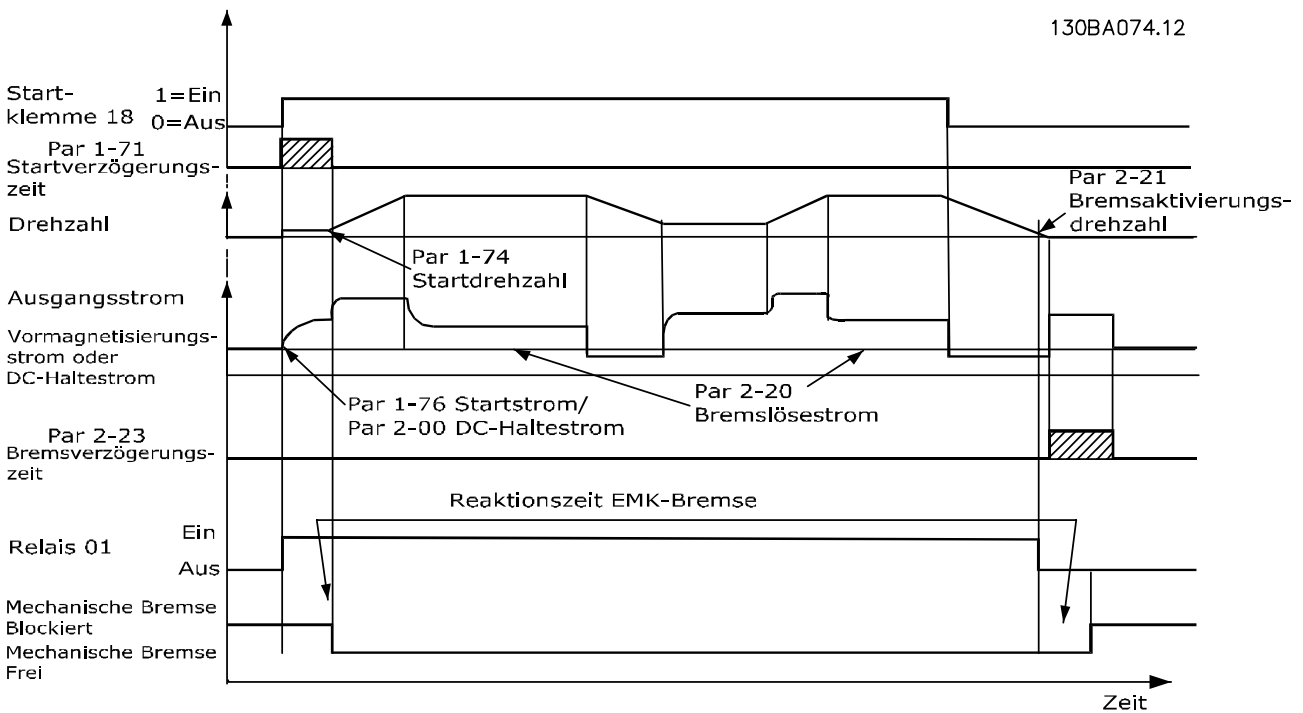 130BA074.12
Start-
klemme 18
1=Ein
0=Aus
Par 1-71
Startverzögerungs-
zeit
Par 2-21
Bremsaktivierungs-
drehzahl
Drehzahl
Par 1-74
Startdrehzahl
Ausgangsstrom
Vormagnetisierungs-
strom oder
DC-Haltestrom
Par 1-76 Startstrom/
Par 2-00 DC-Haltestrom
Par 2-20
Bremslösestrom
Par 2-23
Bremsverzögerungs-
zeit
Reaktionszeit EMK-Bremse
Relais 01
Ein
Aus
Mechanische Bremse
Blockiert
Mechanische Bremse
Frei
Zeit